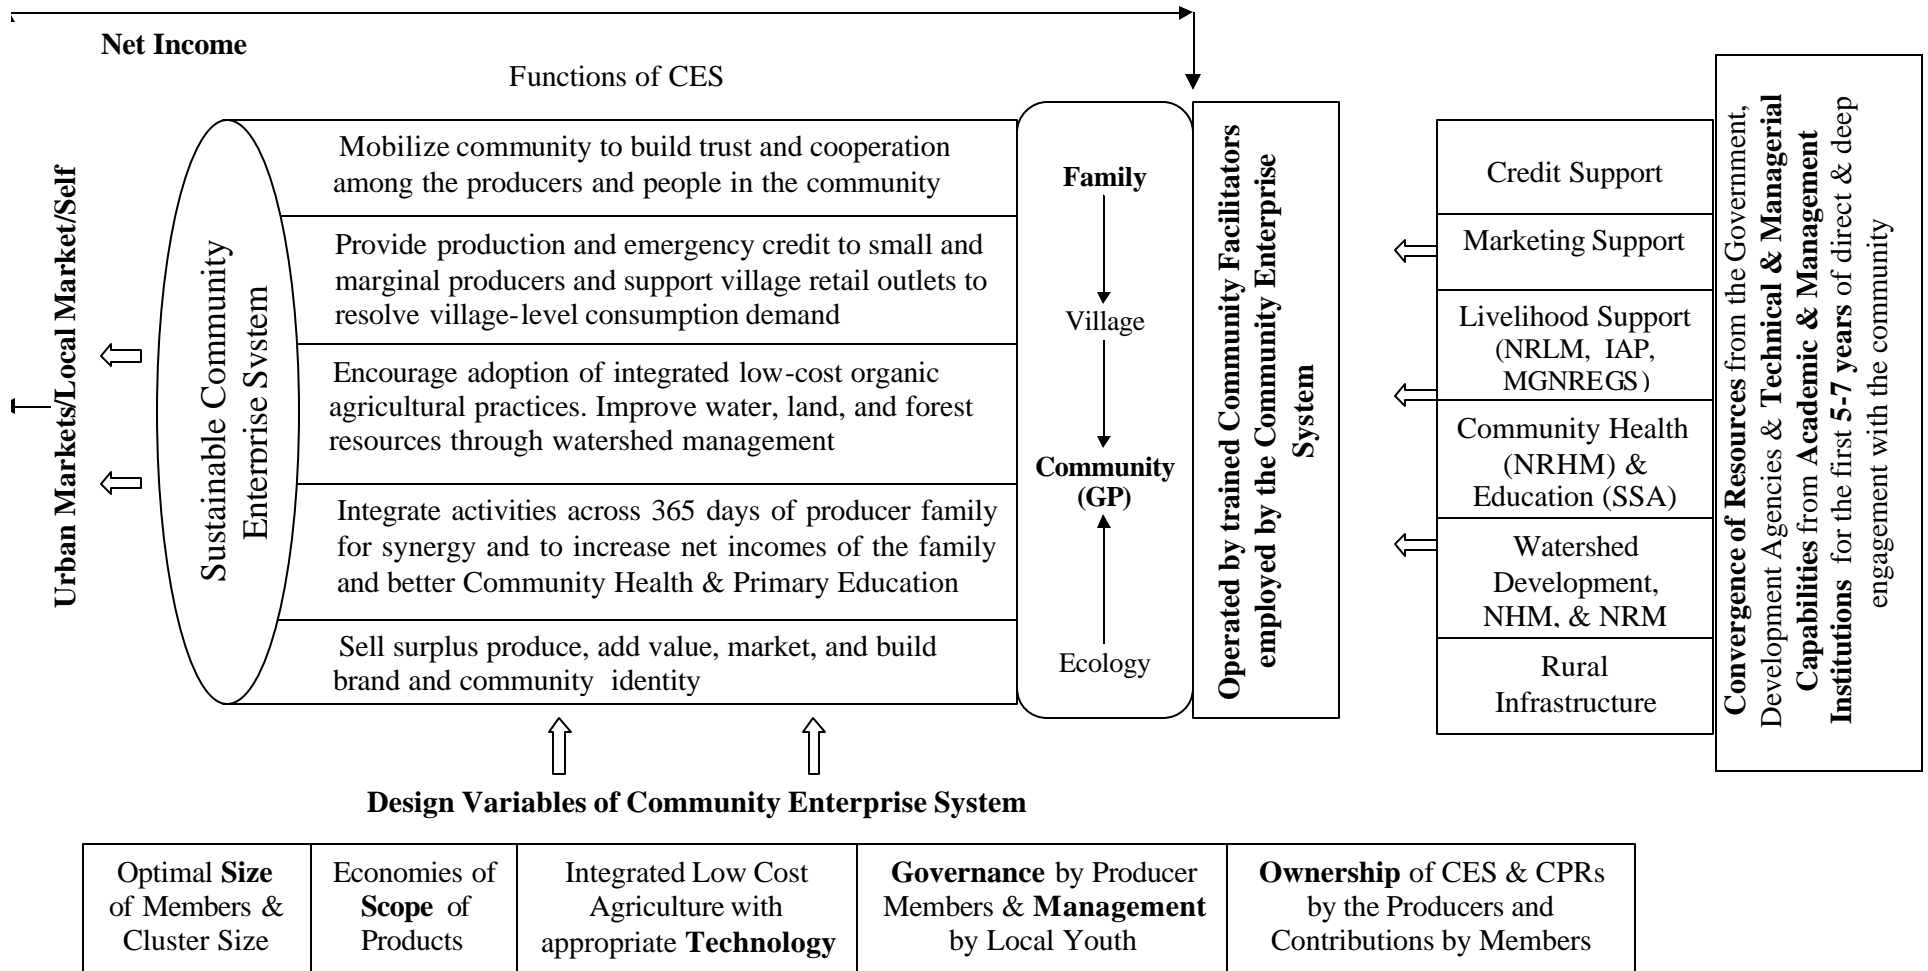 Net Income
Functions of CES
Urban Markets/Local Market/Self
Sustainable Community
Enterprise System
Mobilize community to build trust and cooperation
among the producers and people in the community
Provide production and emergency credit to small and
marginal producers and support village retail outlets to
resolve village-level consumption demand
Encourage adoption of integrated low-cost organic
agricultural practices. Improve water, land, and forest
resources through watershed management
Integrate activities across 365 days of producer family
for synergy and to increase net incomes of the family
and better Community Health & Primary Education
Sell surplus produce, add value, market, and build
brand and community identity
Family
Village
Community
(GP)
Ecology
Operated by trained Community Facilitators
employed by the Community Enterprise
System
Credit Support
Marketing Support
Livelihood Support
(NRLM, IAP,
MGNREGS)
Community Health
(NRHM) &
Education (SSA)
Watershed
Development,
NHM, & NRM
Rural
Infrastructure
Convergence of Resources from the Government,
Development Agencies & Technical & Managerial
Capabilities from Academic & Management
Institutions for the first 5-7 years of direct & deep
engagement with the community
Design Variables of Community Enterprise System
Optimal Size
of Members &
Cluster Size
Economies of
Scope of
Products
Integrated Low Cost
Agriculture with
appropriate Technology
Governance by Producer
Members & Management
by Local Youth
Ownership of CES & CPRs
by the Producers and
Contributions by Members